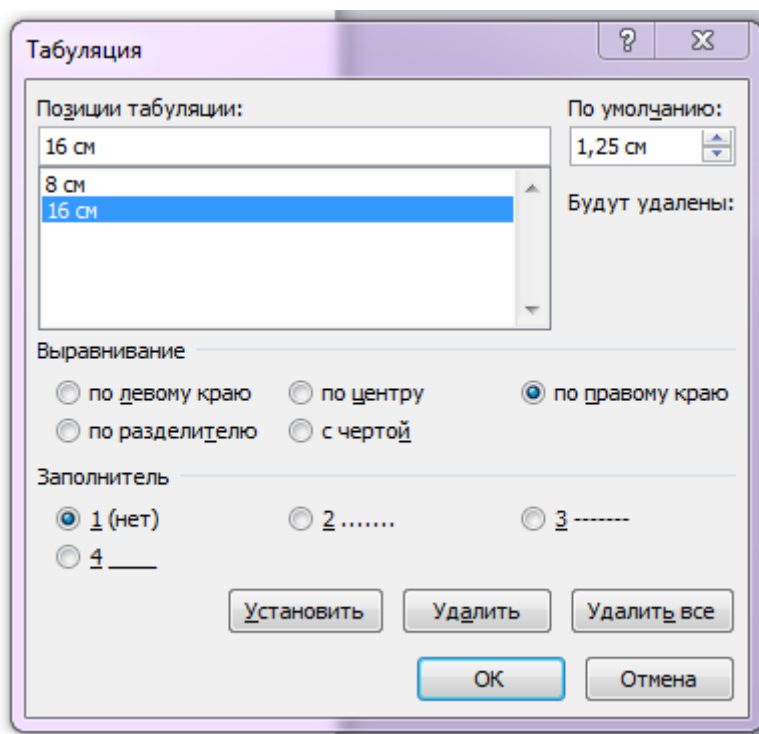 Табуляция
Позиции табуляции:
По умолчанию:
16 см
1,25 см
8 см
16 см
Будут удалены:
Выравнивание
по левому краю
по центру
по правому краю
по разделителю
с чертой
Заполнитель
1 (нет)
2 .......
3 -------
4 ____
Установить
Удалить
Удалить все
ОК
Отмена